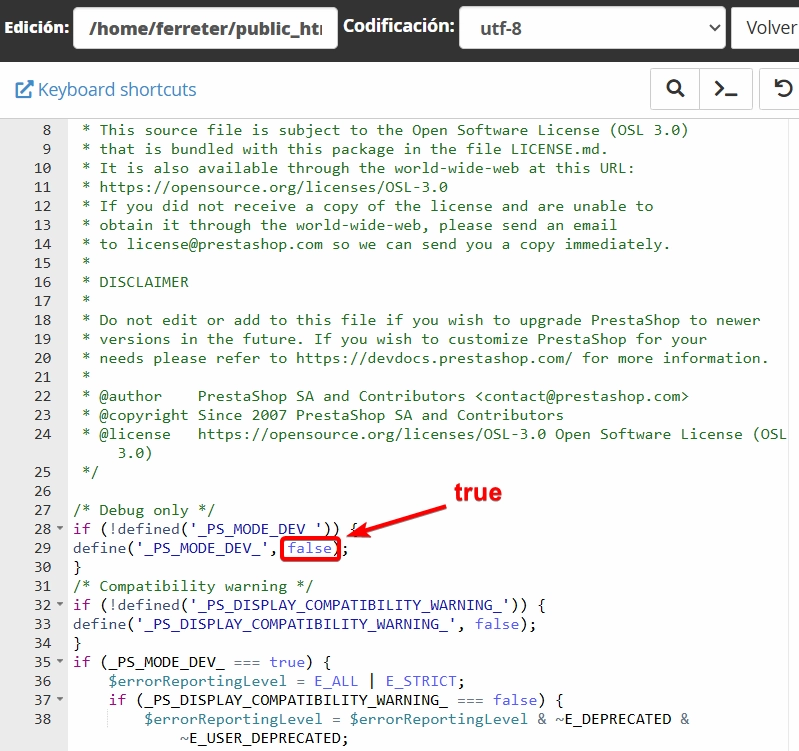 Edición: /home/ferreter/public_ht Codificación: utf-8 Volver
Keyboard shortcuts
8 * This source file is subject to the Open Software License (OSL 3.0)
9 * that is bundled with this package in the file LICENSE.md.
10 * It is also available through the world-wide-web at this URL:
11 * https://opensource.org/licenses/OSL-3.0
12 * If you did not receive a copy of the license and are unable to
13 * obtain it through the world-wide-web, please send an email
14 * to license@prestashop.com so we can send you a copy immediately.
15 *
16 * DISCLAIMER
17 *
18 * Do not edit or add to this file if you wish to upgrade PrestaShop to newer
19 * versions in the future. If you wish to customize PrestaShop for your
20 * needs please refer to https://devdocs.prestashop.com/ for more information.
21 *
22 * @author    PrestaShop SA and Contributors <contact@prestashop.com>
23 * @copyright Since 2007 PrestaShop SA and Contributors
24 * @license   https://opensource.org/licenses/OSL-3.0 Open Software License (OSL
3.0)
25 */
26
27 /* Debug only */
true
28 if (!defined('_PS_MODE_DEV_')) {
29 define('_PS_MODE_DEV_', false);
30 }
31 /* Compatibility warning */
32 if (!defined('_PS_DISPLAY_COMPATIBILITY_WARNING_')) {
33 define('_PS_DISPLAY_COMPATIBILITY_WARNING_', false);
34 }
35 if (_PS_MODE_DEV_ === true) {
36 $errorReportingLevel = E_ALL | E_STRICT;
37 if (_PS_DISPLAY_COMPATIBILITY_WARNING_ === false) {
38 $errorReportingLevel = $errorReportingLevel & ~E_DEPRECATED &
~E_USER_DEPRECATED;